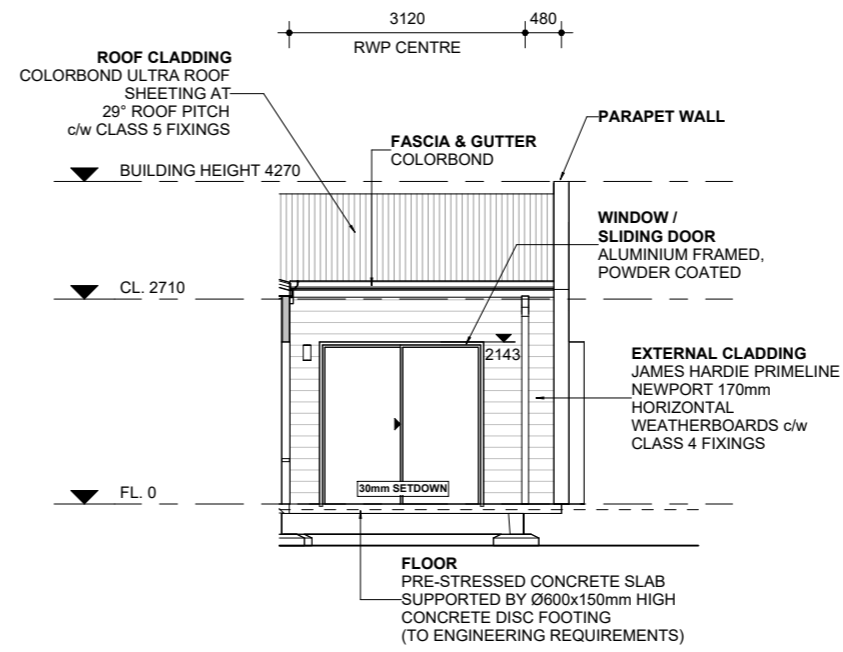 3120
480
RWP CENTRE
ROOF CLADDING
COLORBOND ULTRA ROOF
SHEETING AT
29° ROOF PITCH
c/w CLASS 5 FIXINGS
FASCIA & GUTTER
COLORBOND
PARAPET WALL
BUILDING HEIGHT 4270
WINDOW /
SLIDING DOOR
ALUMINIUM FRAMED,
POWDER COATED
CL. 2710
2143
EXTERNAL CLADDING
JAMES HARDIE PRIMELINE
NEWPORT 170mm
HORIZONTAL
WEATHERBOARDS c/w
CLASS 4 FIXINGS
30mm SETDOWN
FL. 0
FLOOR
PRE-STRESSED CONCRETE SLAB
SUPPORTED BY Ø600x150mm HIGH
CONCRETE DISC FOOTING
(TO ENGINEERING REQUIREMENTS)